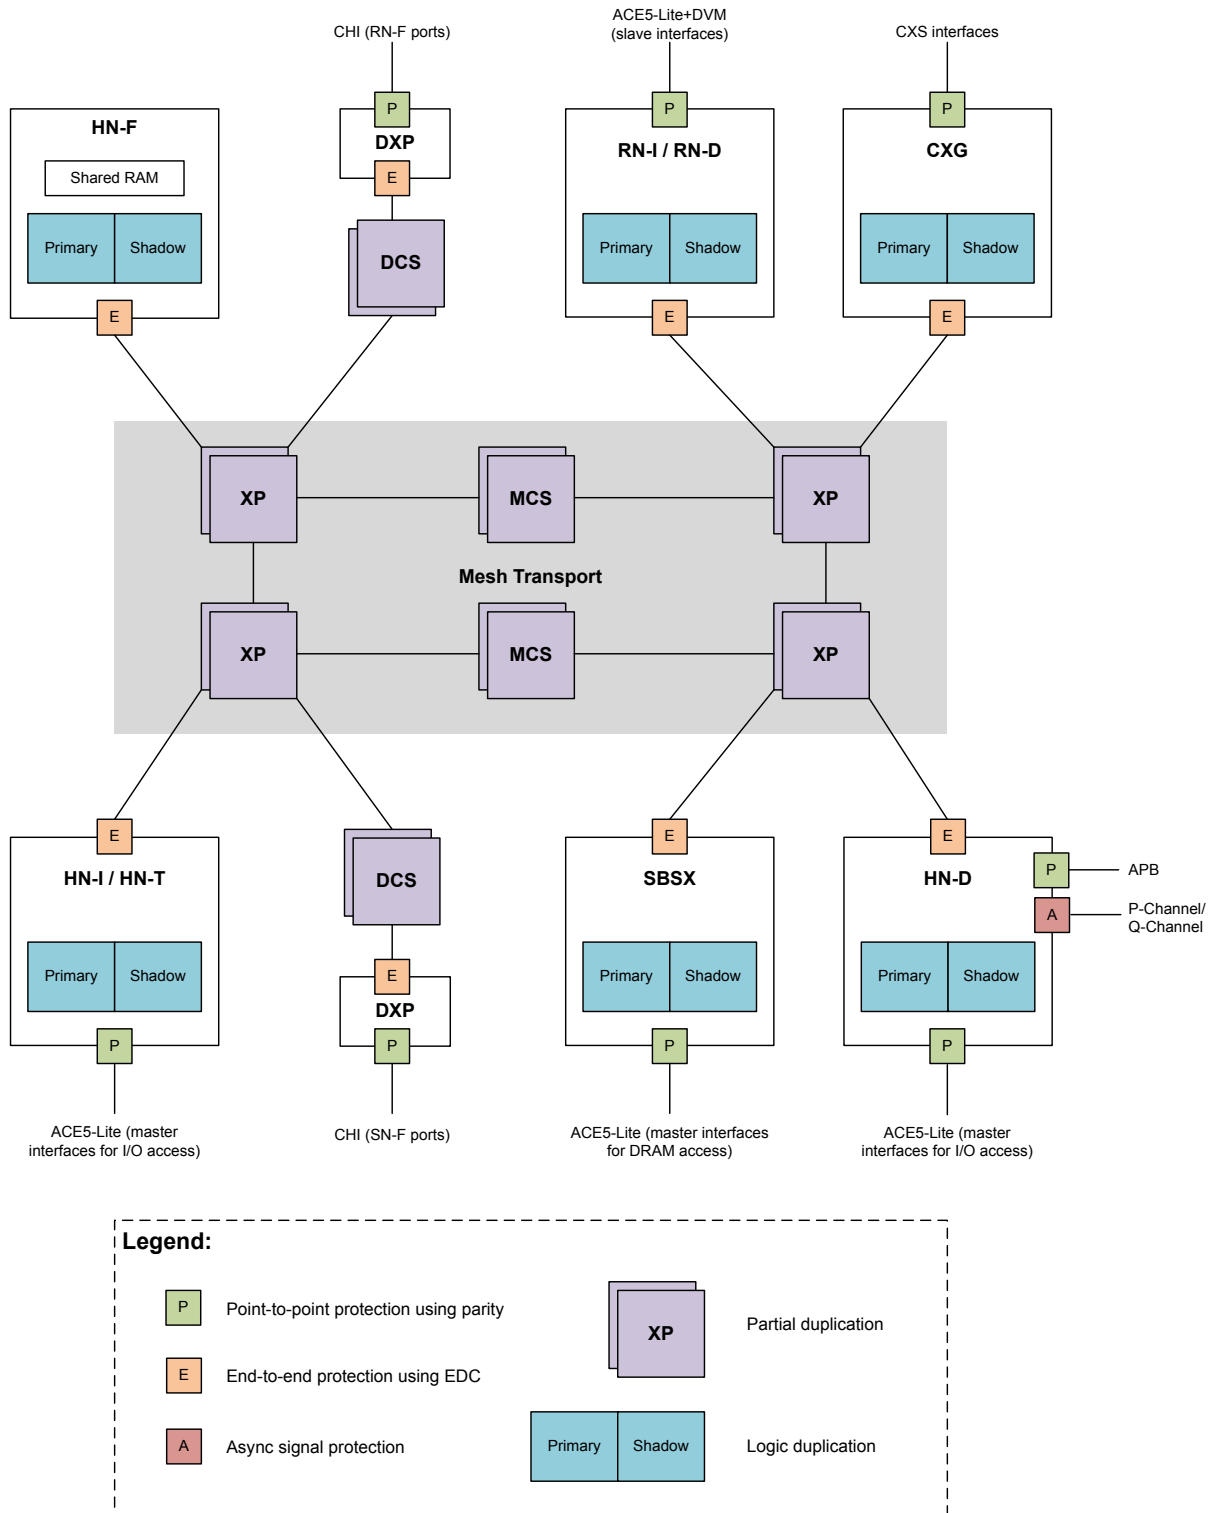 CHI (RN-F ports)
ACE5-Lite+DVM
(slave interfaces)
CXS interfaces
HN-F
Shared RAM
Primary
Shadow
E
P
DXP
E
DCS
P
RN-I / RN-D
Primary
Shadow
E
P
CXG
Primary
Shadow
E
XP
MCS
XP
Mesh Transport
XP
MCS
XP
E
HN-I / HN-T
Primary
Shadow
P
ACE5-Lite (master
interfaces for I/O access)
DCS
E
DXP
P
CHI (SN-F ports)
E
SBSX
Primary
Shadow
P
ACE5-Lite (master interfaces
for DRAM access)
E
HN-D
P
APB
A
P-Channel/
Q-Channel
Primary
Shadow
P
ACE5-Lite (master
interfaces for I/O access)
Legend:
P
Point-to-point protection using parity
XP
Partial duplication
E
End-to-end protection using EDC
A
Async signal protection
Primary
Shadow
Logic duplication